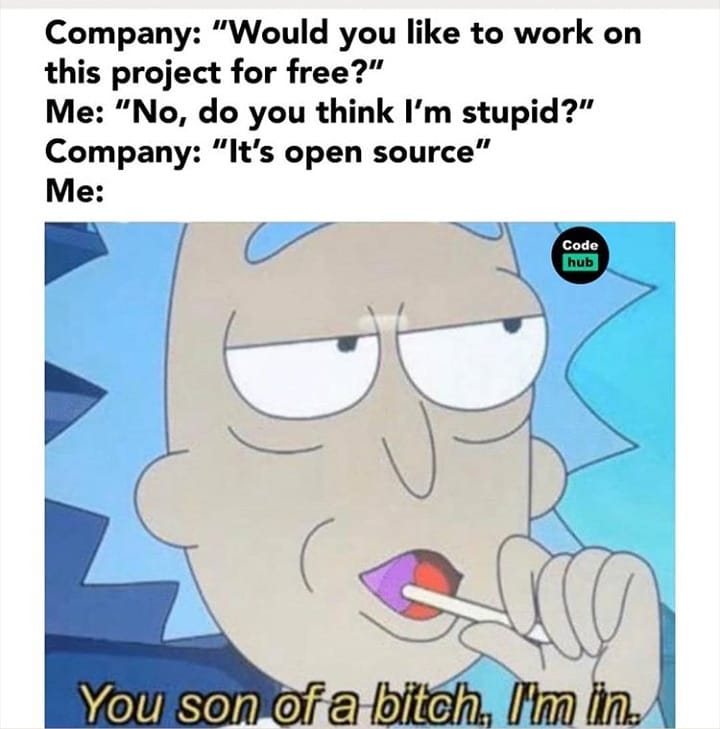 Company: “Would you like to work on
this project for free?”
Me: “No, do you think I’m stupid?”
Company: “It’s open source”
Me:
Code
hub
You son of a bitch, I'm in.